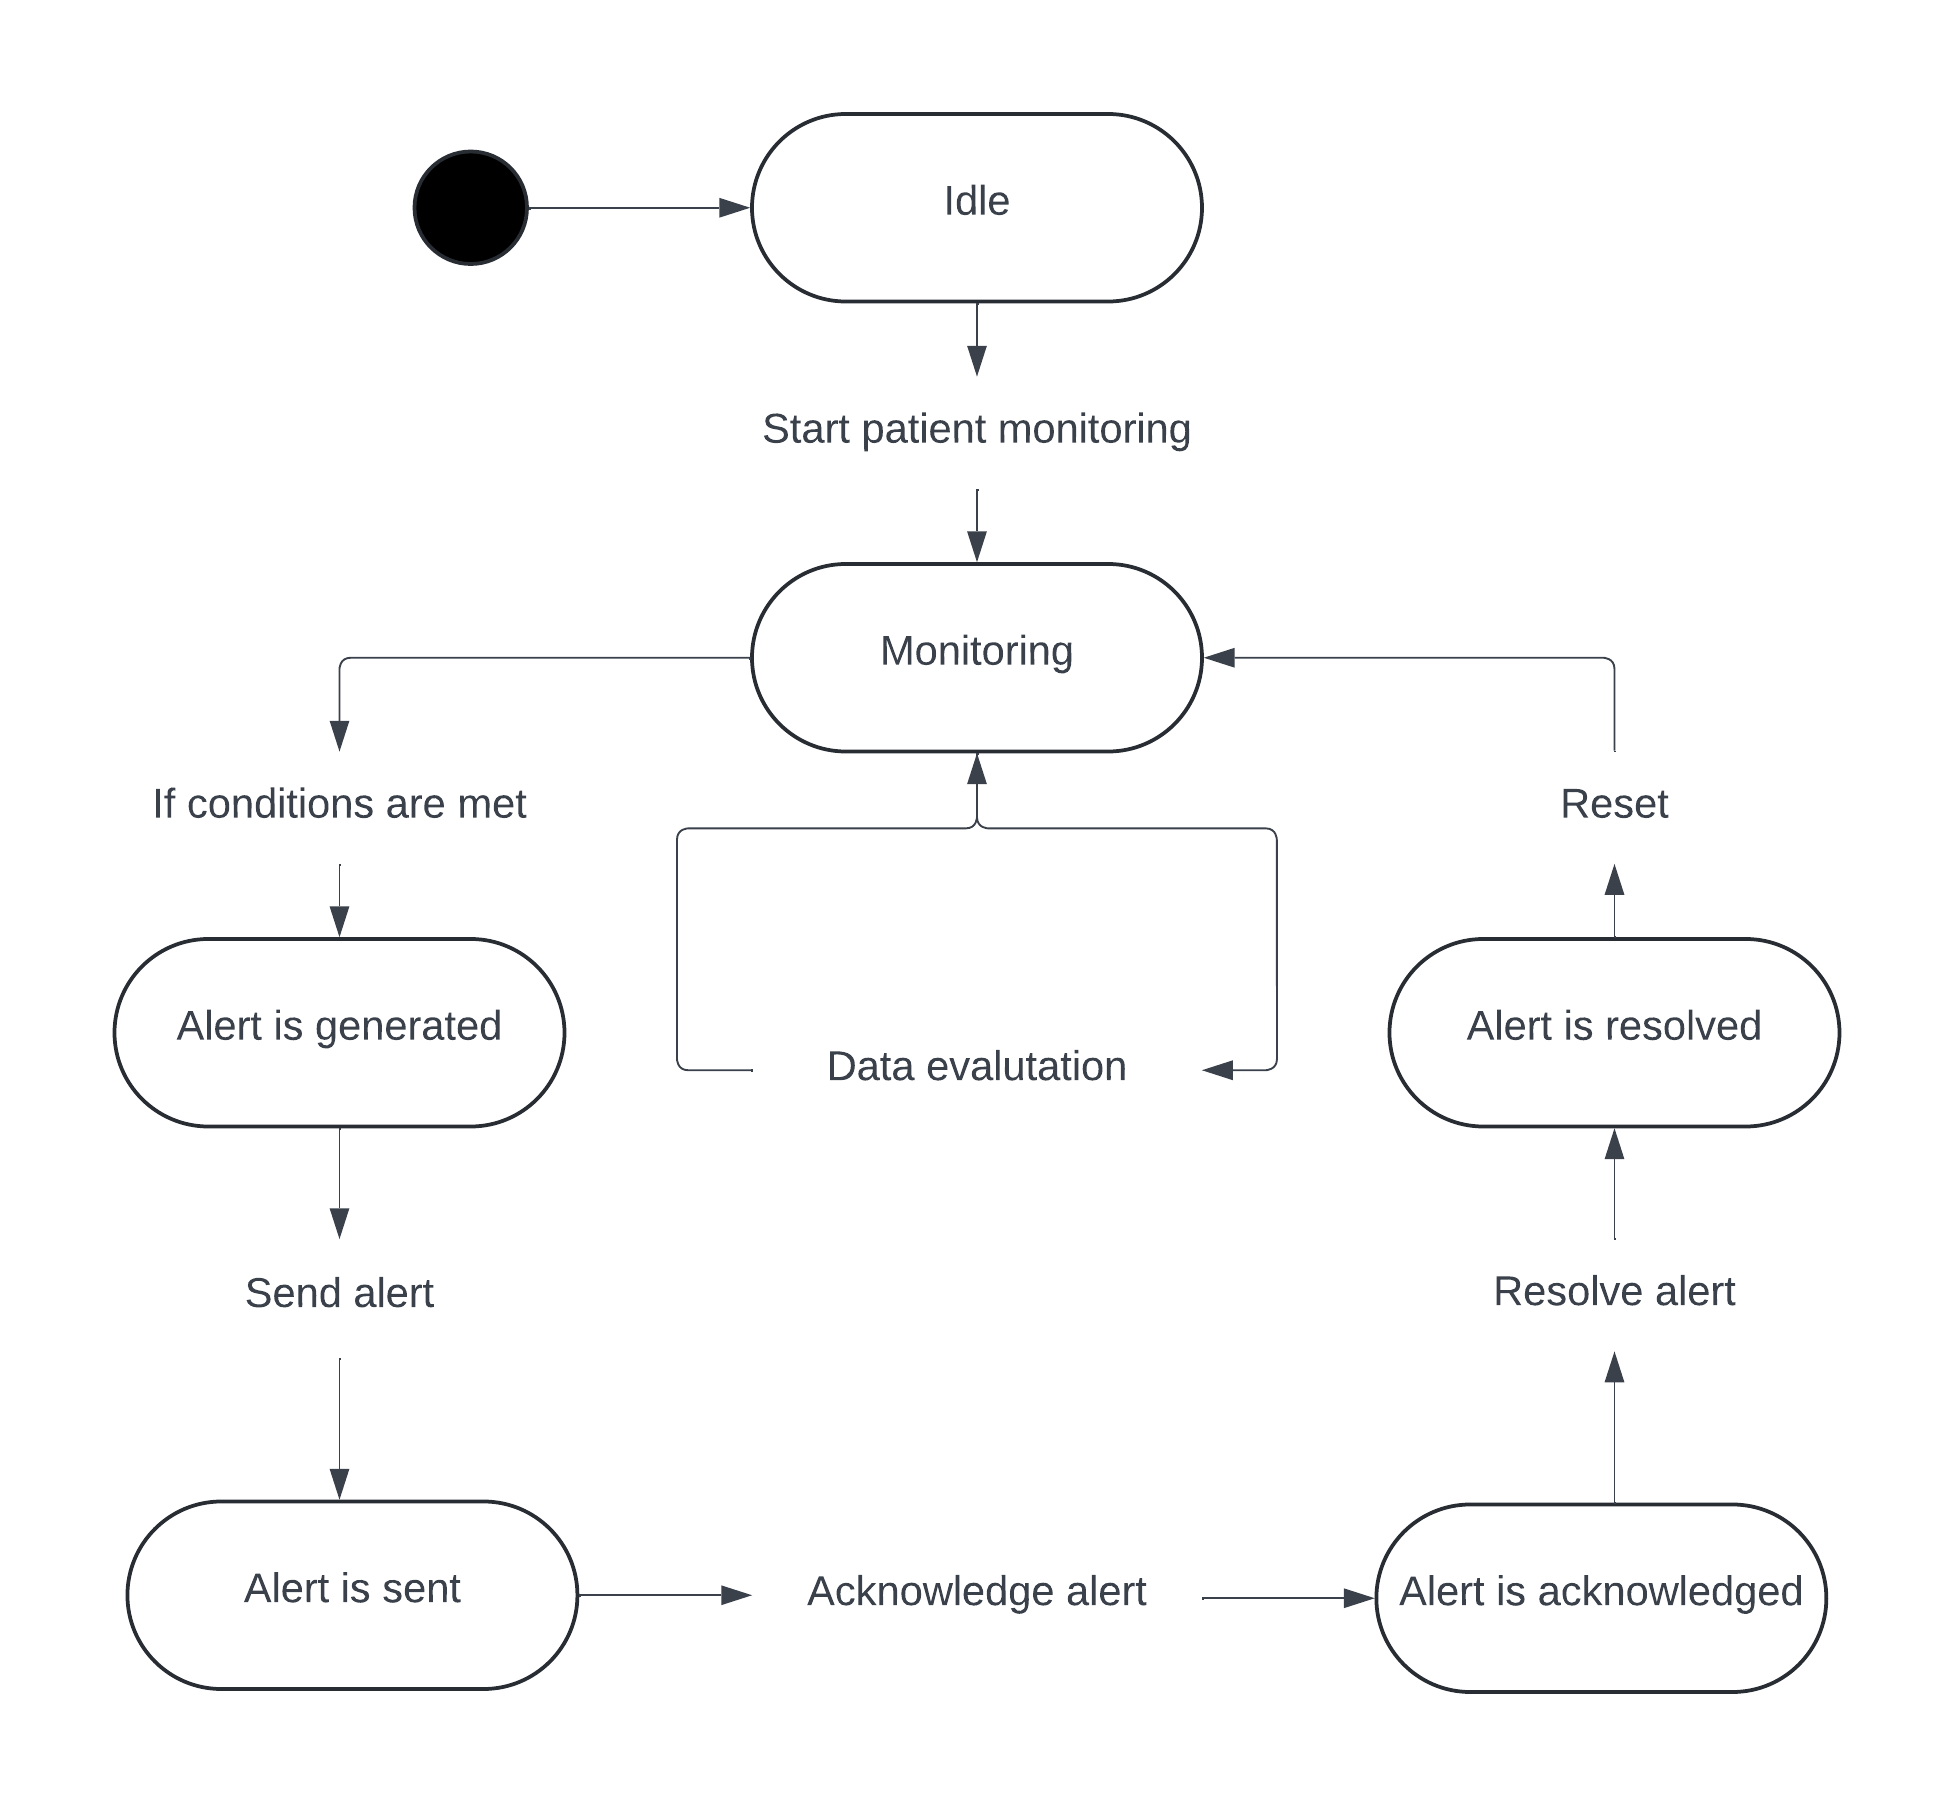 Idle
Start patient monitoring
Monitoring
If conditions are met
Reset
Alert is generated
Data evalutation
Alert is resolved
Send alert
Resolve alert
Alert is sent
Acknowledge alert
Alert is acknowledged